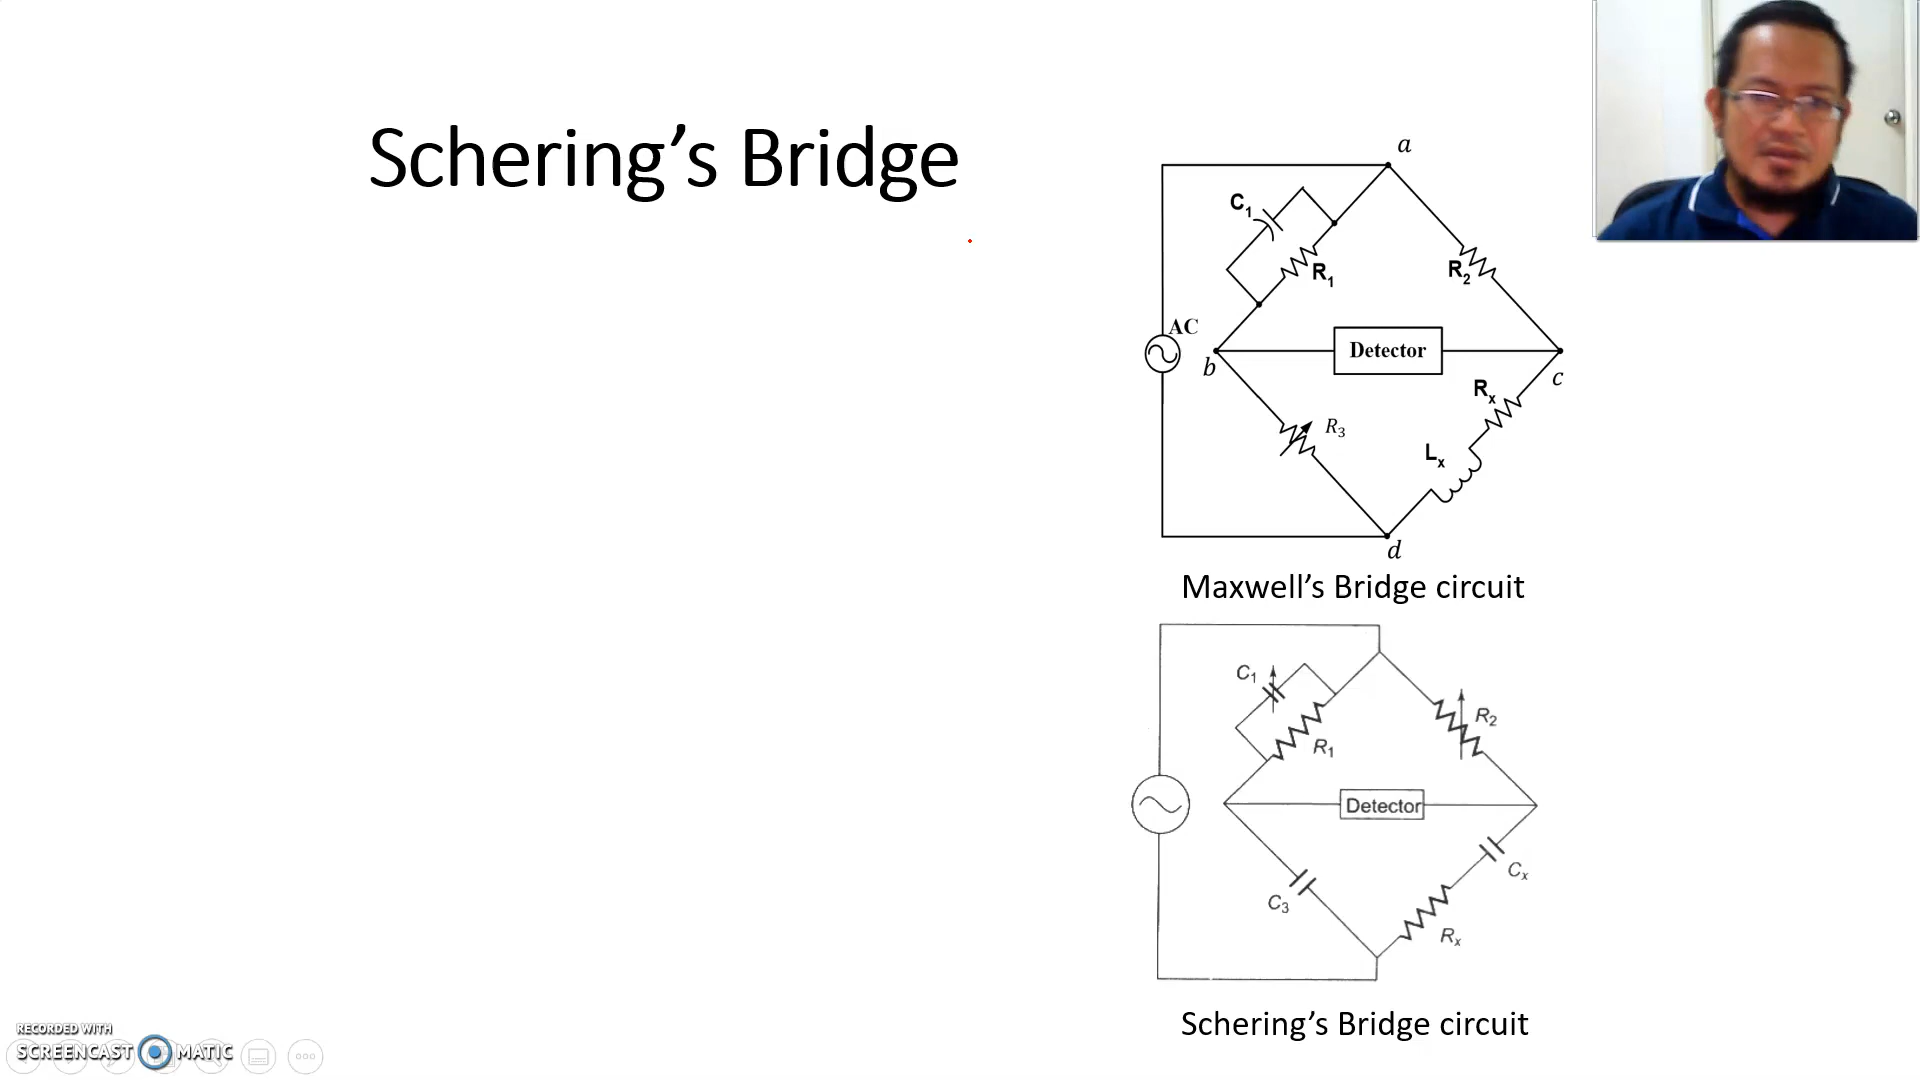 Schering’s Bridge
a
C1
R1
R2
AC
b
Detector
c
Rx
R3
Lx
d
Maxwell’s Bridge circuit
C1
R2
R1
Detector
Cx
C3
Rx
Schering’s Bridge circuit
RECORDED WITH
SCREENCAST MATIC